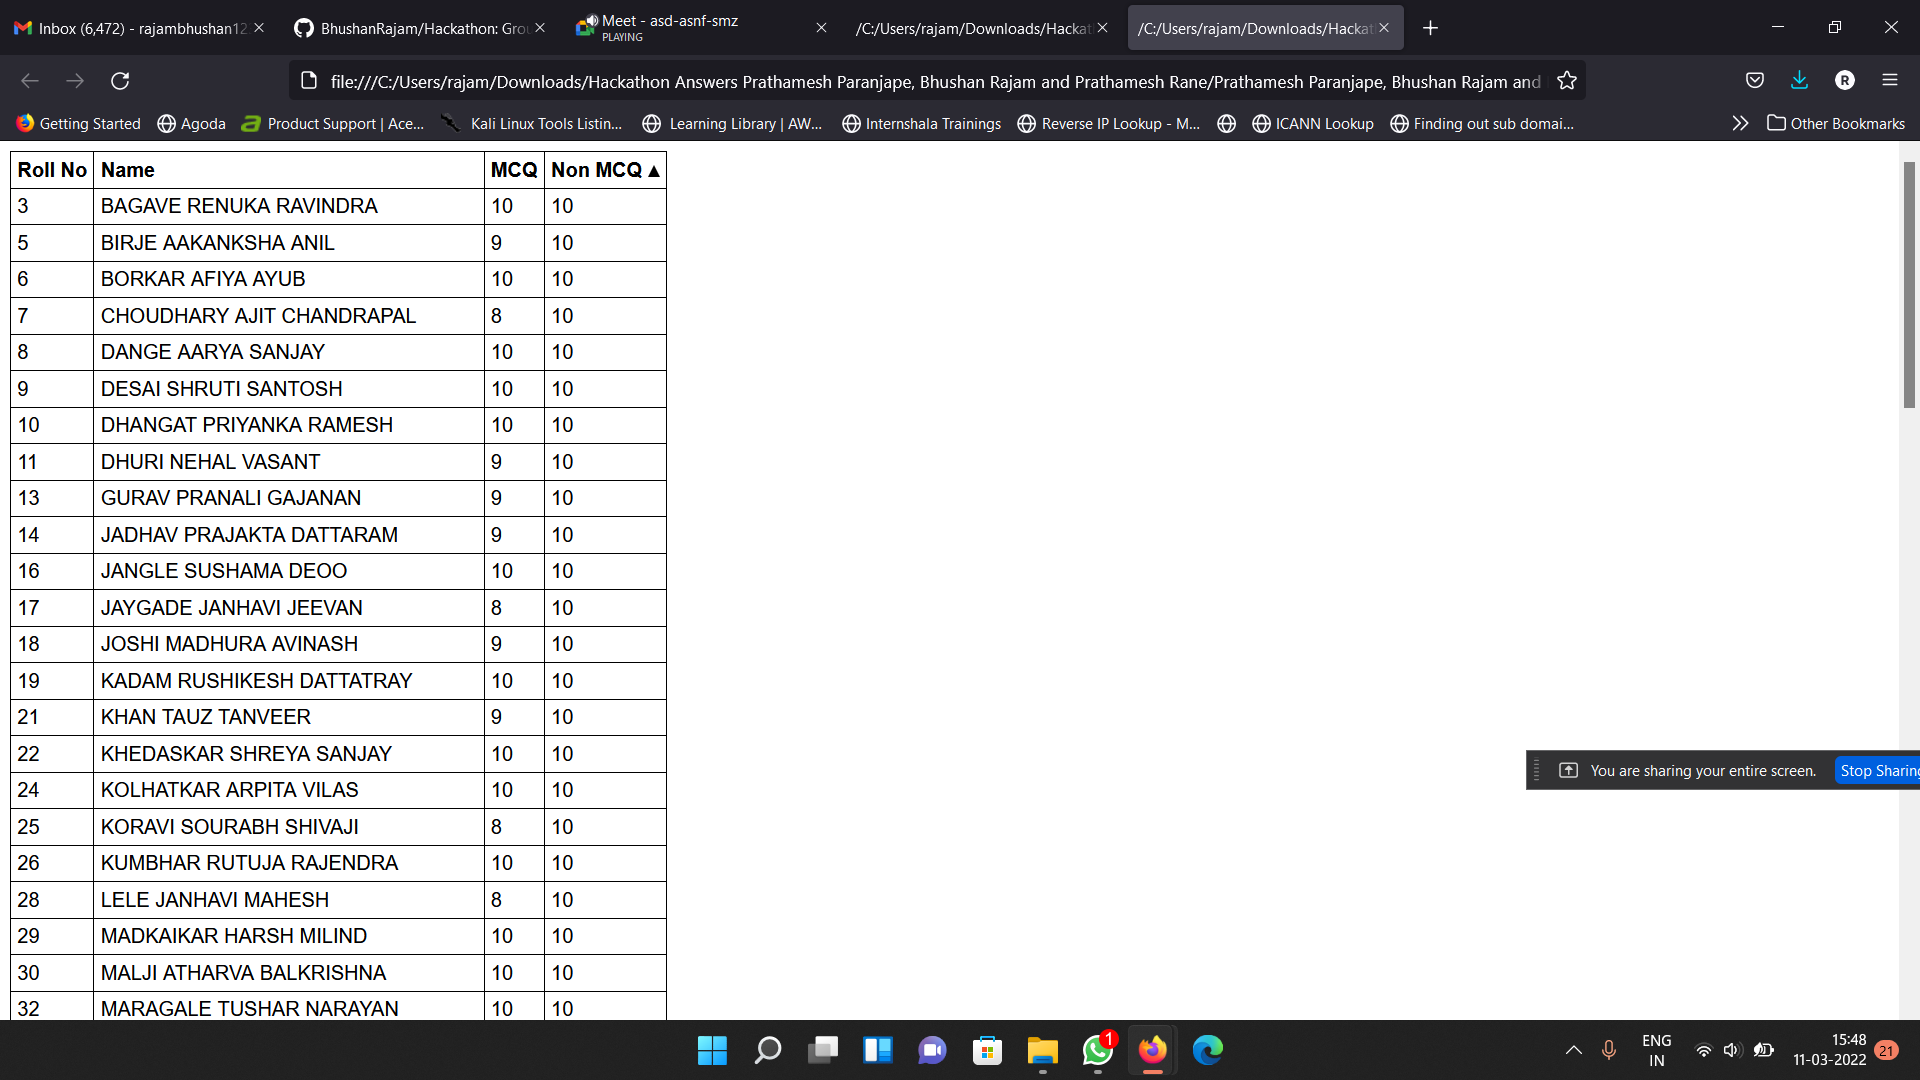 Inbox (6,472) - rajambhushan12
BhushanRajam/Hackathon: Grou
Meet - asd-asnf-smz
PLAYING
/C:/Users/rajam/Downloads/Hackat
/C:/Users/rajam/Downloads/Hackat
file:///C:/Users/rajam/Downloads/Hackathon Answers Prathamesh Paranjape, Bhushan Rajam and Prathamesh Rane/Prathamesh Paranjape, Bhushan Rajam and
R
Getting Started Agoda Product Support | Ace... Kali Linux Tools Listin... Learning Library | AW... Internshala Trainings Reverse IP Lookup - M... ICANN Lookup Finding out sub domai... Other Bookmarks
Roll No Name MCQ Non MCQ ▲
3 BAGAVE RENUKA RAVINDRA 10 10
5 BIRJE AAKANKSHA ANIL 9 10
6 BORKAR AFIYA AYUB 10 10
7 CHOUDHARY AJIT CHANDRAPAL 8 10
8 DANGE AARYA SANJAY 10 10
9 DESAI SHRUTI SANTOSH 10 10
10 DHANGAT PRIYANKA RAMESH 10 10
11 DHURI NEHAL VASANT 9 10
13 GURAV PRANALI GAJANAN 9 10
14 JADHAV PRAJAKTA DATTARAM 9 10
16 JANGLE SUSHAMA DEOO 10 10
17 JAYGADE JANHAVI JEEVAN 8 10
18 JOSHI MADHURA AVINASH 9 10
19 KADAM RUSHIKESH DATTATRAY 10 10
21 KHAN TAUZ TANVEER 9 10
22 KHEDASKAR SHREYA SANJAY 10 10
24 KOLHATKAR ARPITA VILAS 10 10
25 KORAVI SOURABH SHIVAJI 8 10
26 KUMBHAR RUTUJA RAJENDRA 10 10
28 LELE JANHAVI MAHESH 8 10
29 MADKAIKAR HARSH MILIND 10 10
30 MALJI ATHARVA BALKRISHNA 10 10
32 MARAGALE TUSHAR NARAYAN 10 10
You are sharing your entire screen. Stop Sharing
1
ENG
IN
15:48
11-03-2022
21